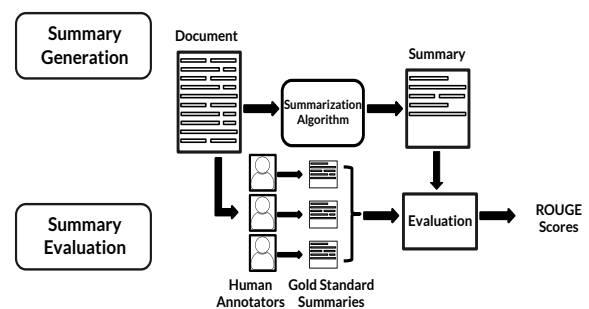 Summary
Generation
Document
Summary
Summarization
Algorithm
Summary
Evaluation
Evaluation
ROUGE
Scores
Human
Annotators
Gold Standard
Summaries